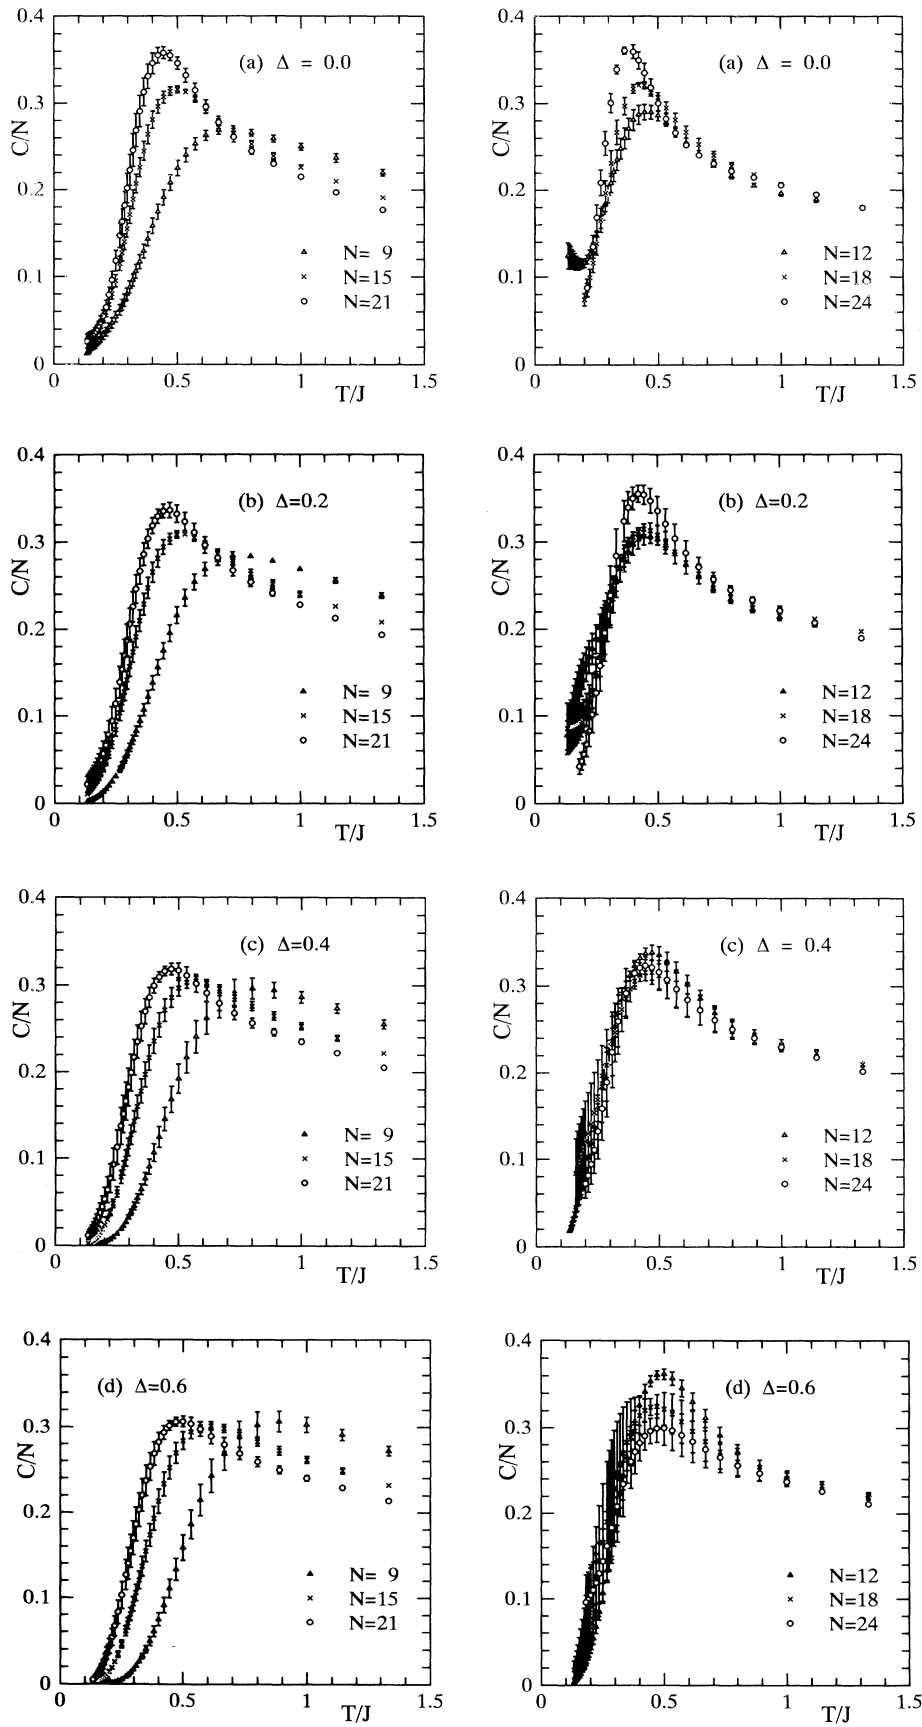 0.4
(a) Δ = 0.0
0.3
C/N
0.2
N= 9
N=15
0.1
N=21
0
0 0.5 1 1.5
T/J
0.4
(a) Δ = 0.0
0.3
C/N
0.2
N=12
N=18
0.1
N=24
0
0 0.5 1 1.5
T/J
0.4
(b) Δ=0.2
0.3
C/N
0.2
N= 9
N=15
0.1
N=21
0
0 0.5 1 1.5
T/J
0.4
(b) Δ=0.2
0.3
C/N
0.2
N=12
N=18
0.1
N=24
0
0 0.5 1 1.5
T/J
0.4
(c) Δ=0.4
0.3
C/N
0.2
N= 9
N=15
0.1
N=21
0
0 0.5 1 1.5
T/J
0.4
(c) Δ = 0.4
0.3
C/N
0.2
N=12
N=18
0.1
N=24
0
0 0.5 1 1.5
T/J
0.4
(d) Δ=0.6
0.3
C/N
0.2
N= 9
N=15
0.1
N=21
0
0 0.5 1 1.5
T/J
0.4
(d) Δ=0.6
0.3
C/N
0.2
N=12
N=18
0.1
N=24
0
0 0.5 1 1.5
T/J